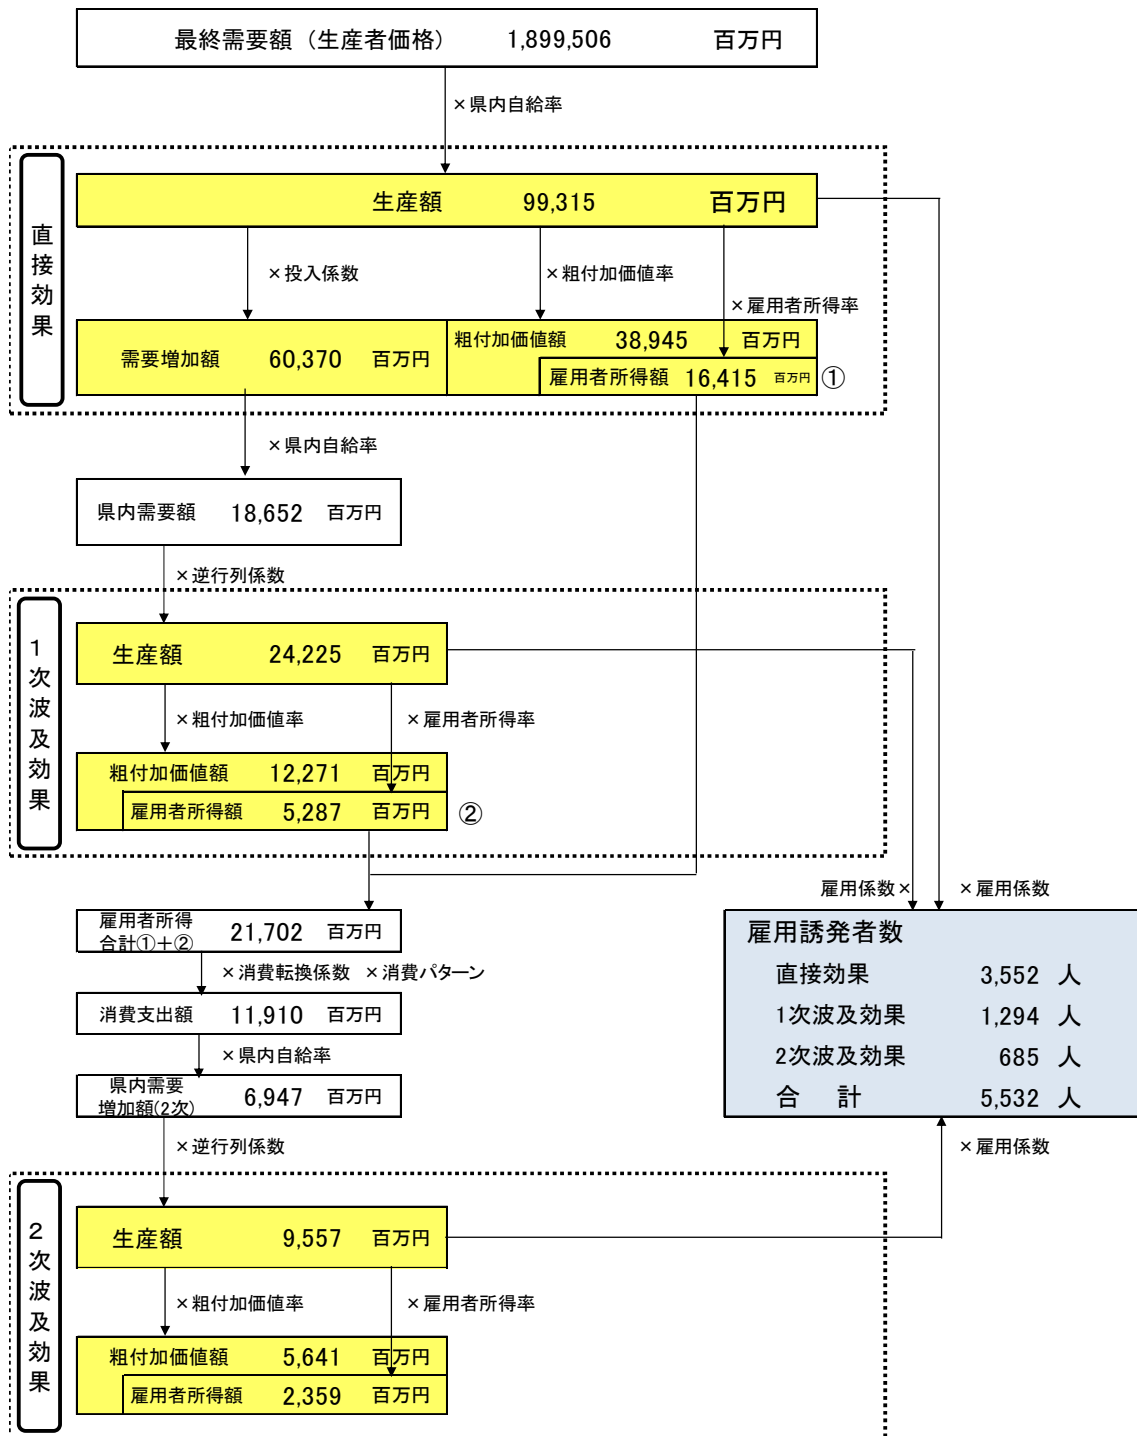 最終需要額（生産者価格） 1,899,506 百万円
×県内自給率
直接効果
生産額 99,315 百万円
×投入係数 ×粗付加価値率
×雇用者所得率
需要増加額 60,370 百万円
粗付加価値額 38,945 百万円
雇用者所得額 16,415 百万円 ①
×県内自給率
県内需要額 18,652 百万円
×逆行列係数
1次波及効果
生産額 24,225 百万円
×粗付加価値率 ×雇用者所得率
粗付加価値額 12,271 百万円
雇用者所得額 5,287 百万円 ②
雇用係数× ×雇用係数
雇用者所得
合計①＋② 21,702 百万円
×消費転換係数 ×消費パターン
消費支出額 11,910 百万円
×県内自給率
県内需要
増加額(2次) 6,947 百万円
雇用誘発者数
直接効果 3,552 人
1次波及効果 1,294 人
2次波及効果 685 人
合 計 5,532 人
×逆行列係数 ×雇用係数
2次波及効果
生産額 9,557 百万円
×粗付加価値率 ×雇用者所得率
粗付加価値額 5,641 百万円
雇用者所得額 2,359 百万円